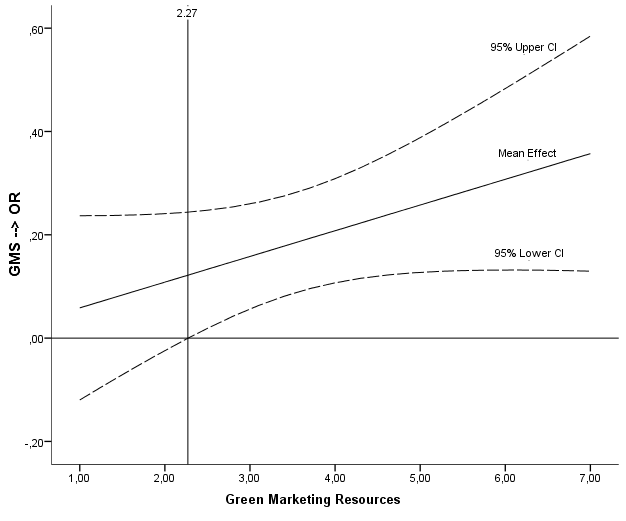 2.27
,60
95% Upper CI
,40
Mean Effect
GMS --> OR
,20
95% Lower CI
,00
-,20
1,00 2,00 3,00 4,00 5,00 6,00 7,00
Green Marketing Resources